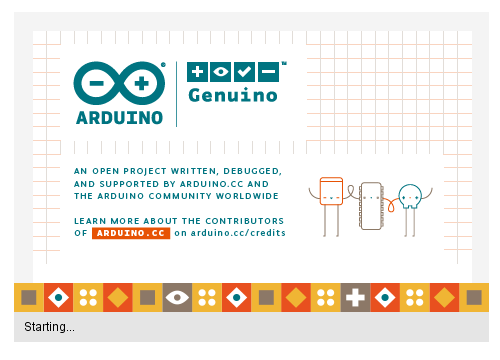 ARDUINO
Genuino™
AN OPEN PROJECT WRITTEN, DEBUGGED,
AND SUPPORTED BY ARDUINO.CC AND
THE ARDUINO COMMUNITY WORLDWIDE
LEARN MORE ABOUT THE CONTRIBUTORS
OF ARDUINO.CC on arduino.cc/credits
Starting...